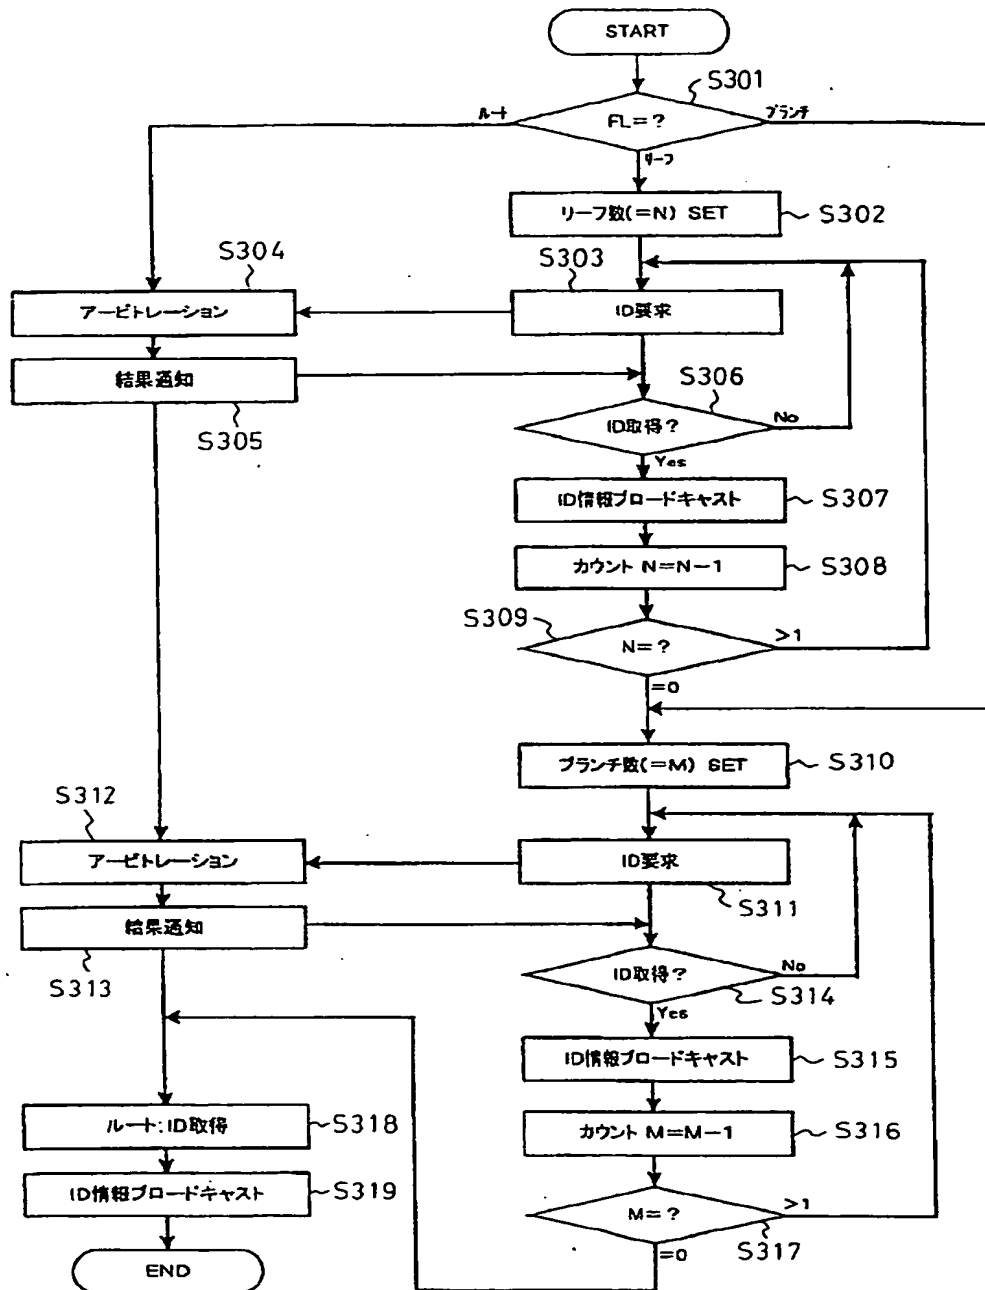 START
S301
FL=?
ルート
ブランチ
リーフ
リーフ数(=N) SET
S302
S304
S303
アービトレーション
ID要求
結果通知
S305
S306
ID取得?
No
Yes
ID情報ブロードキャスト
S307
カウント N=N-1
S308
S309
N=?
>1
=0
ブランチ数(=M) SET
S310
S312
アービトレーション
ID要求
S311
結果通知
S313
ID取得?
No
S314
Yes
ID情報ブロードキャスト
S315
カウント M=M-1
S316
ルート:ID取得
S318
ID情報ブロードキャスト
S319
M=?
>1
S317
=0
END